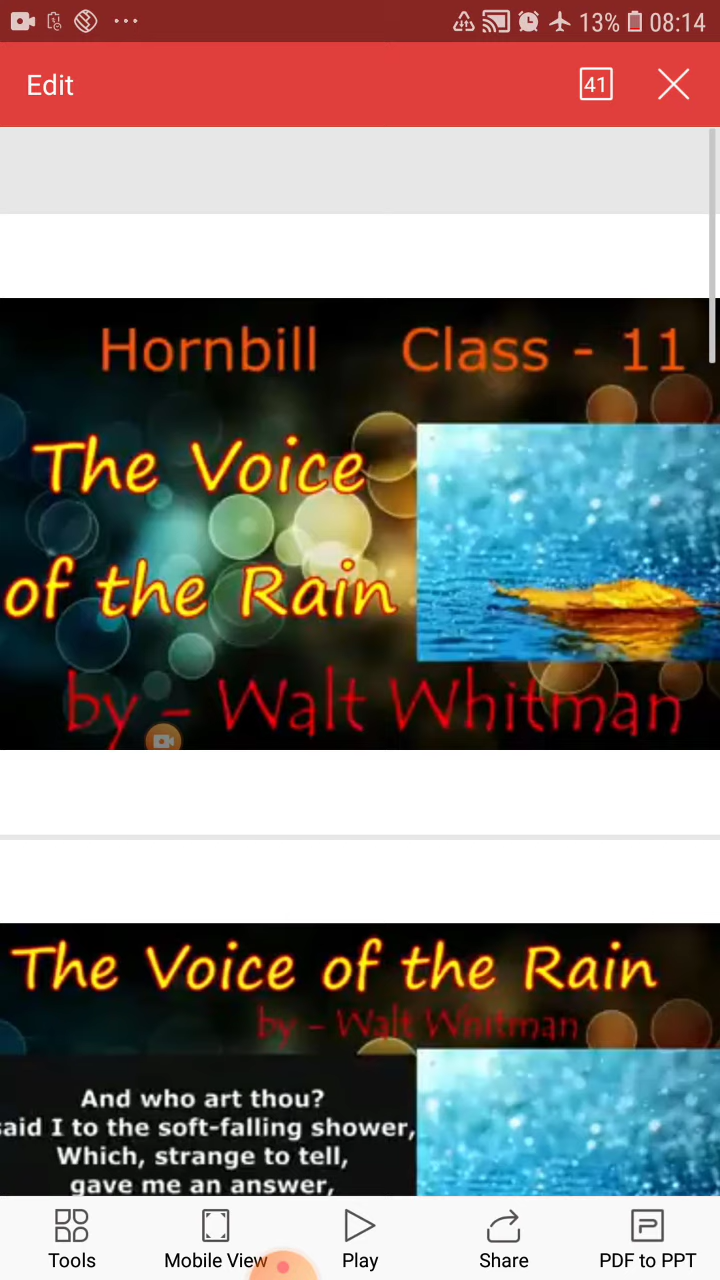 13% 08:14
Edit 41
Hornbill Class - 11
The Voice
of the Rain
by - Walt Whitman
The Voice of the Rain
by - Walt Whitman
And who art thou?
said I to the soft-falling shower,
Which, strange to tell,
gave me an answer,
Tools Mobile View Play Share PDF to PPT